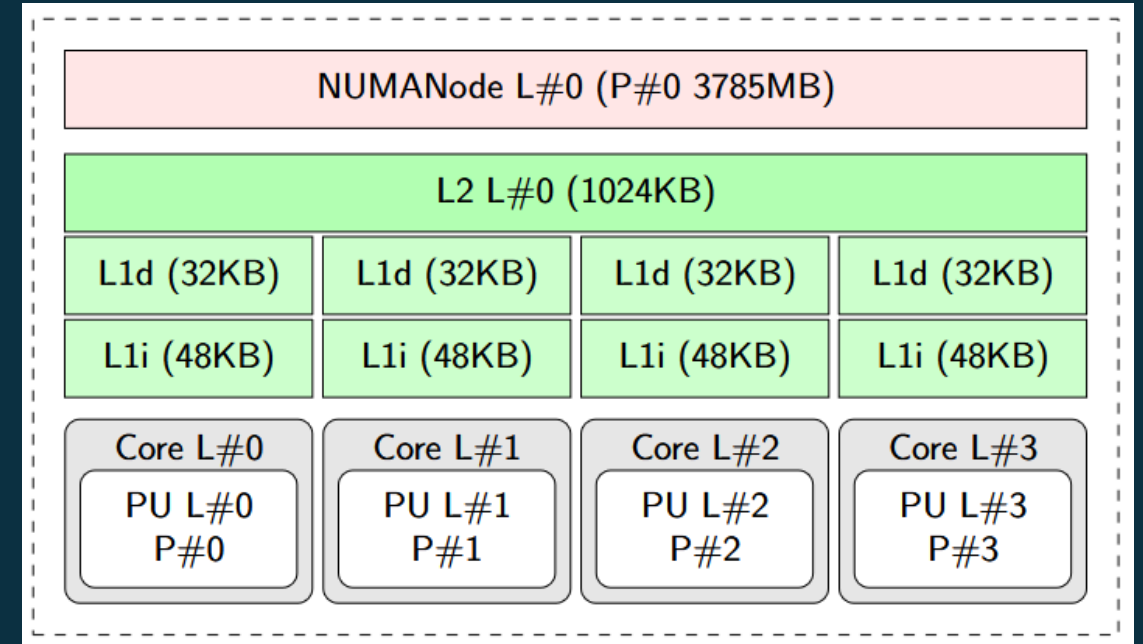 NUMANode L#0 (P#0 3785MB)
L2 L#0 (1024KB)
L1d (32KB) L1d (32KB) L1d (32KB) L1d (32KB)
L1i (48KB) L1i (48KB) L1i (48KB) L1i (48KB)
Core L#0 Core L#1 Core L#2 Core L#3
PU L#0 PU L#1 PU L#2 PU L#3
P#0 P#1 P#2 P#3